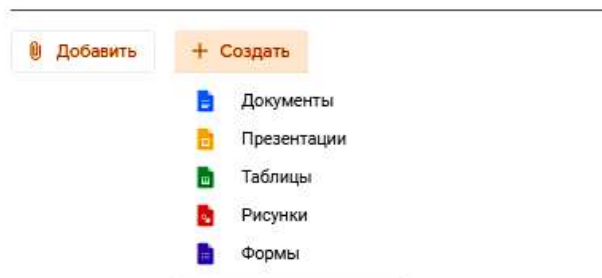 Добавить + Создать
Документы
Презентации
Таблицы
Рисунки
Формы